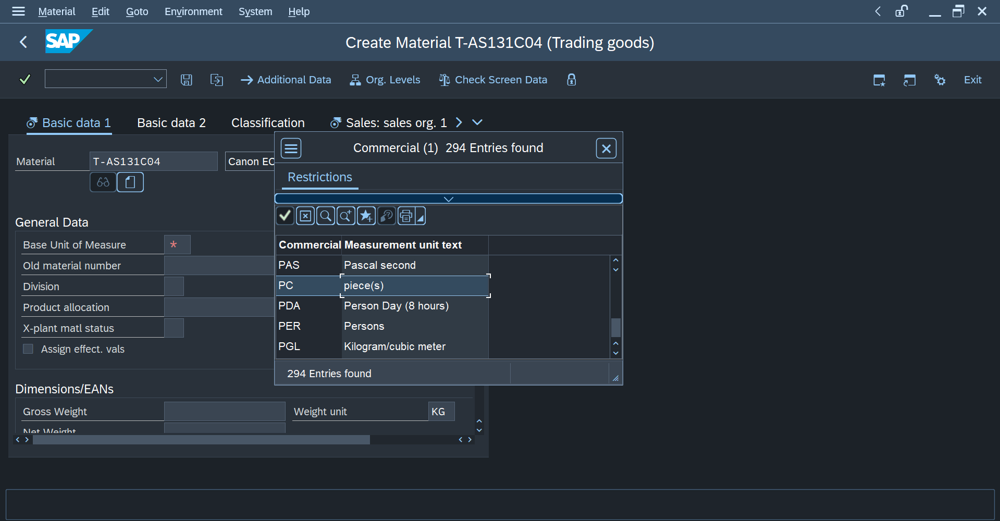 Material Edit Goto Environment System Help
SAP
Create Material T-AS131C04 (Trading goods)
Additional Data Org. Levels Check Screen Data Exit
Basic data 1 Basic data 2 Classification Sales: sales org. 1
Commercial (1) 294 Entries found
Material T-AS131C04 Canon EO
Restrictions
General Data
Base Unit of Measure *
Old material number
Division
Product allocation
X-plant matl status
Assign effect. vals
Commercial Measurement unit text
PAS Pascal second
PC piece(s)
PDA Person Day (8 hours)
PER Persons
PGL Kilogram/cubic meter
294 Entries found
Dimensions/EANs
Gross Weight Weight unit KG
Net Weight